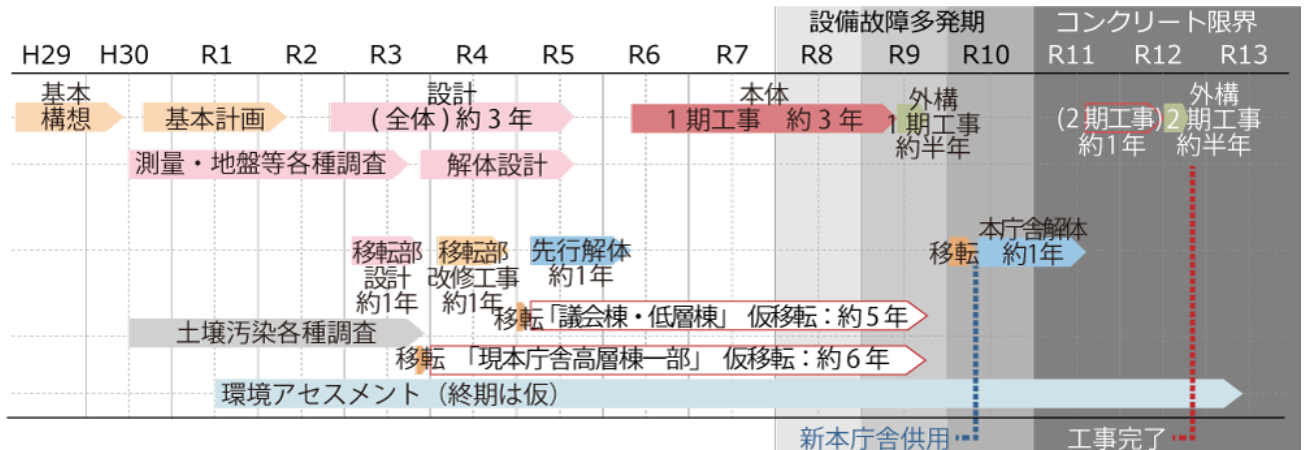 設備故障多発期
コンクリート限界
H29 H30 R1 R2 R3 R4 R5 R6 R7 R8 R9 R10 R11 R12 R13
基本
構想
基本計画
設計
(全体)約3年
本体
1期工事 約3年
外構
1期工事
約半年
(2期工事)
約1年
外構
2期工事
約半年
測量・地盤等各種調査
解体設計
移転部
設計
約1年
移転部
改修工事
約1年
先行解体
約1年
移転
本庁舎解体
約1年
移転「議会棟・低層棟」 仮移転：約5年
土壌汚染各種調査
移転 「現本庁舎高層棟一部」 仮移転：約6年
環境アセスメント（終期は仮）
新本庁舎供用
工事完了